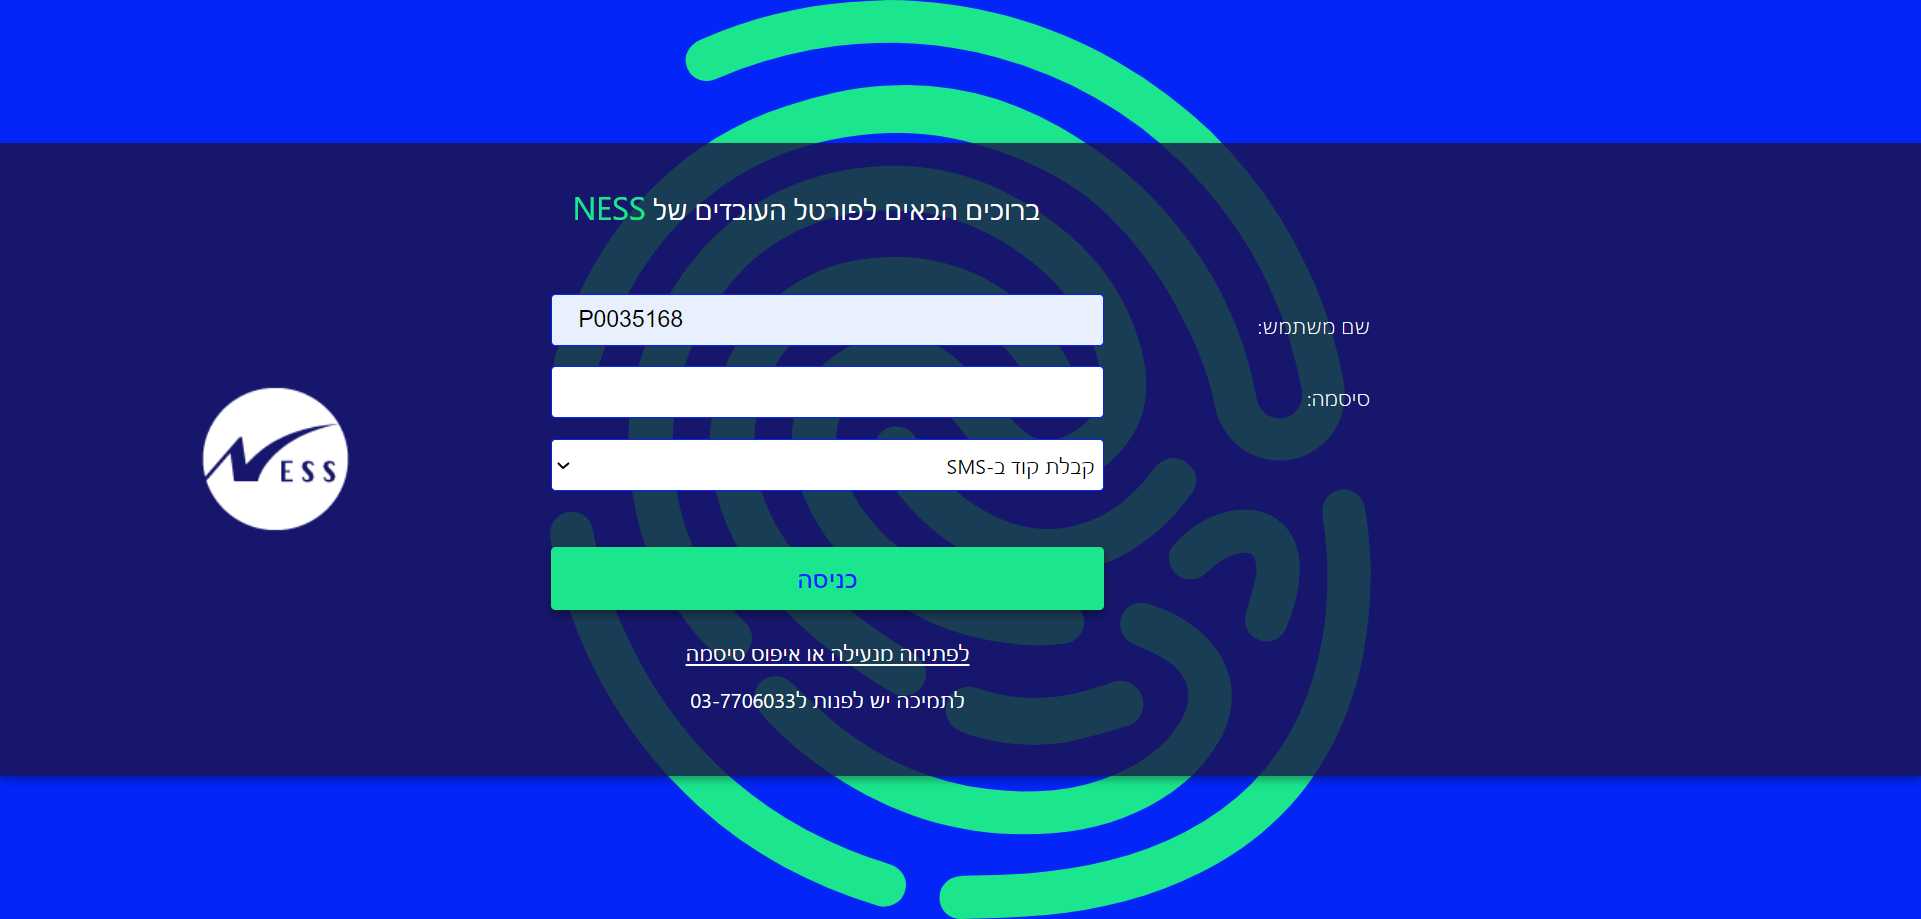 ברוכים הבאים לפורטל העובדים של NESS
שם משתמש:
P0035168
סיסמה:
קבלת קוד ב-SMS
NESS
כניסה
לפתיחה מנעילה או איפוס סיסמה
לתמיכה יש לפנות ל03-7706033